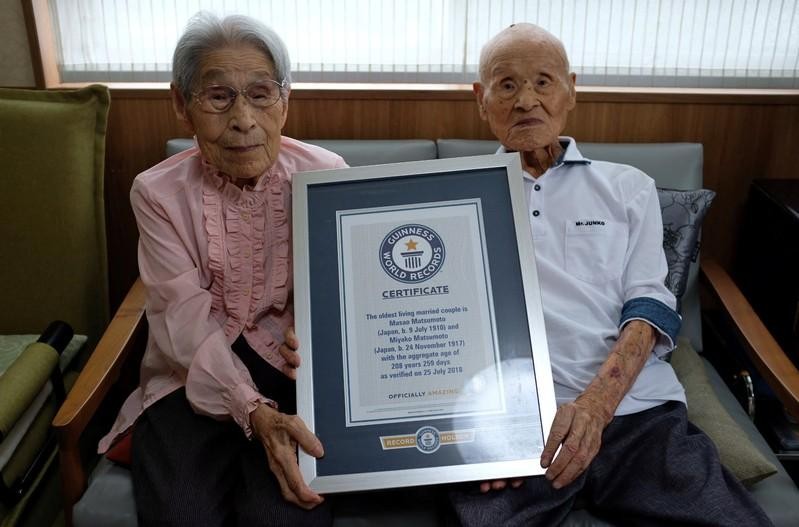 Mr.JUNKO
GUINNESS
WORLD RECORDS
CERTIFICATE
The oldest living married couple is
Masao Matsumoto
(Japan, b. 9 July 1910) and
Miyako Matsumoto
(Japan, b. 24 November 1917)
with the aggregate age of
208 years 259 days
as verified on 25 July 2018
OFFICIALLY AMAZING
RECORD HOLDER